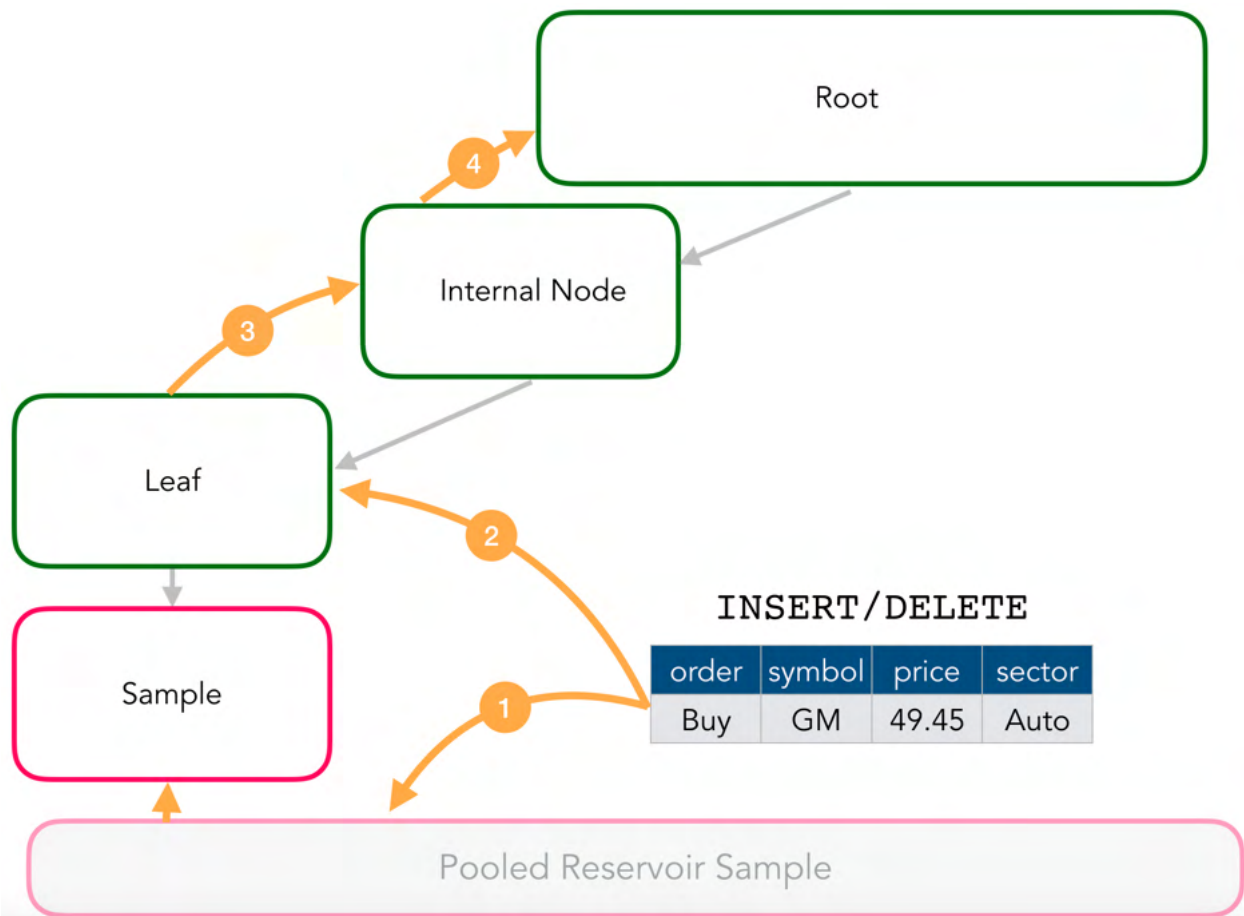 Root
4
Internal Node
3
Leaf
2
INSERT/DELETE
order symbol price sector
Buy GM 49.45 Auto
Sample
1
Pooled Reservoir Sample